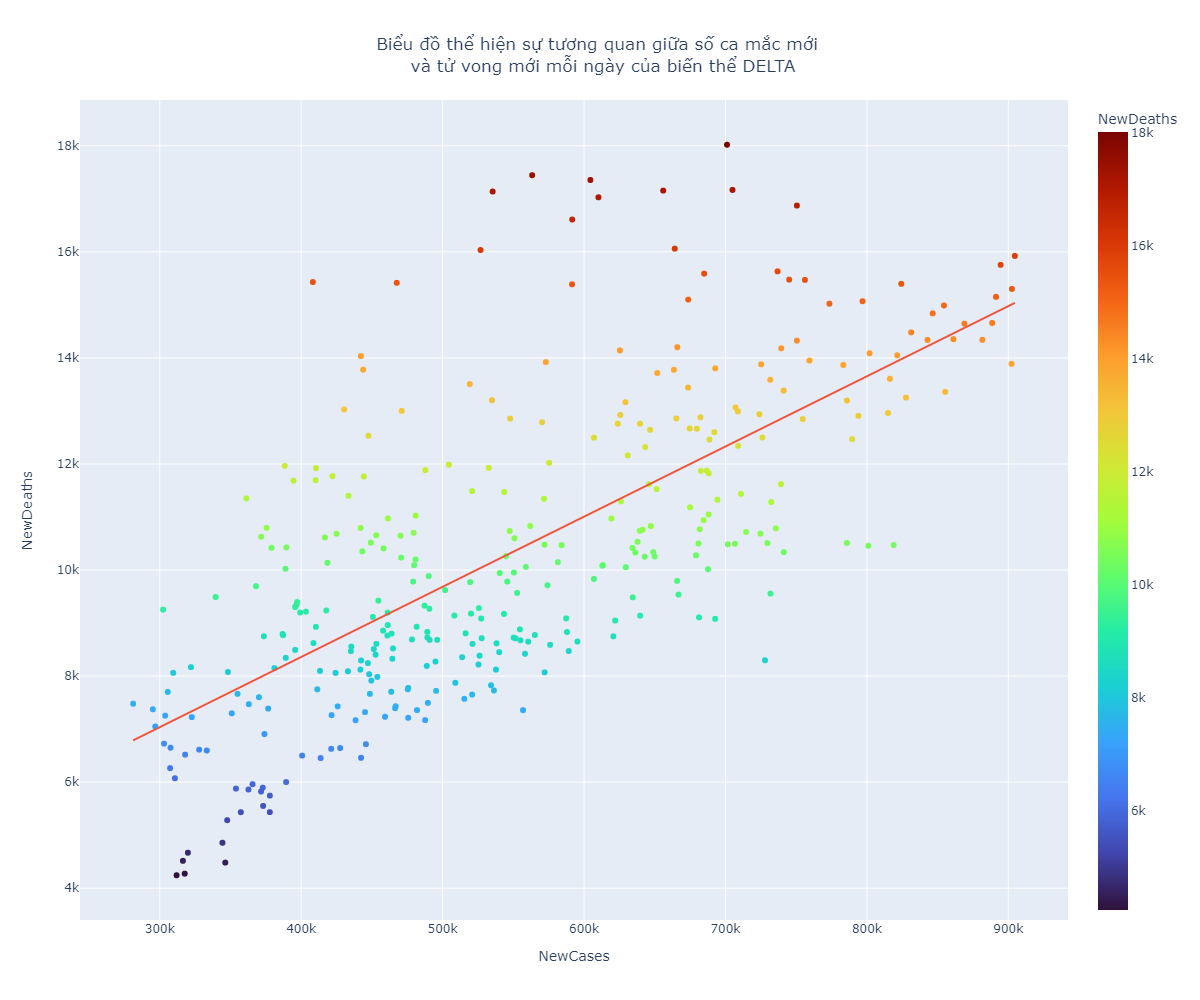 Biểu đồ thể hiện sự tương quan giữa số ca mắc mới
và tử vong mới mỗi ngày của biến thể DELTA
NewDeaths
18k
16k
14k
12k
10k
8k
6k
4k
300k
400k
500k
600k
700k
800k
900k
NewCases
NewDeaths
18k
16k
14k
12k
10k
8k
6k